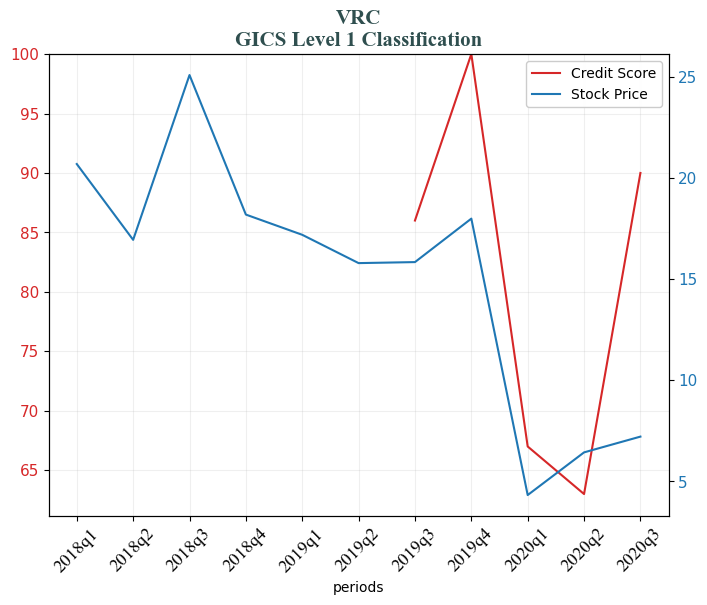 VRC
GICS Level 1 Classification
Credit Score
Stock Price
100
95
90
85
80
75
70
65
25
20
15
10
5
2018q1
2018q2
2018q3
2018q4
2019q1
2019q2
2019q3
2019q4
2020q1
2020q2
2020q3
periods